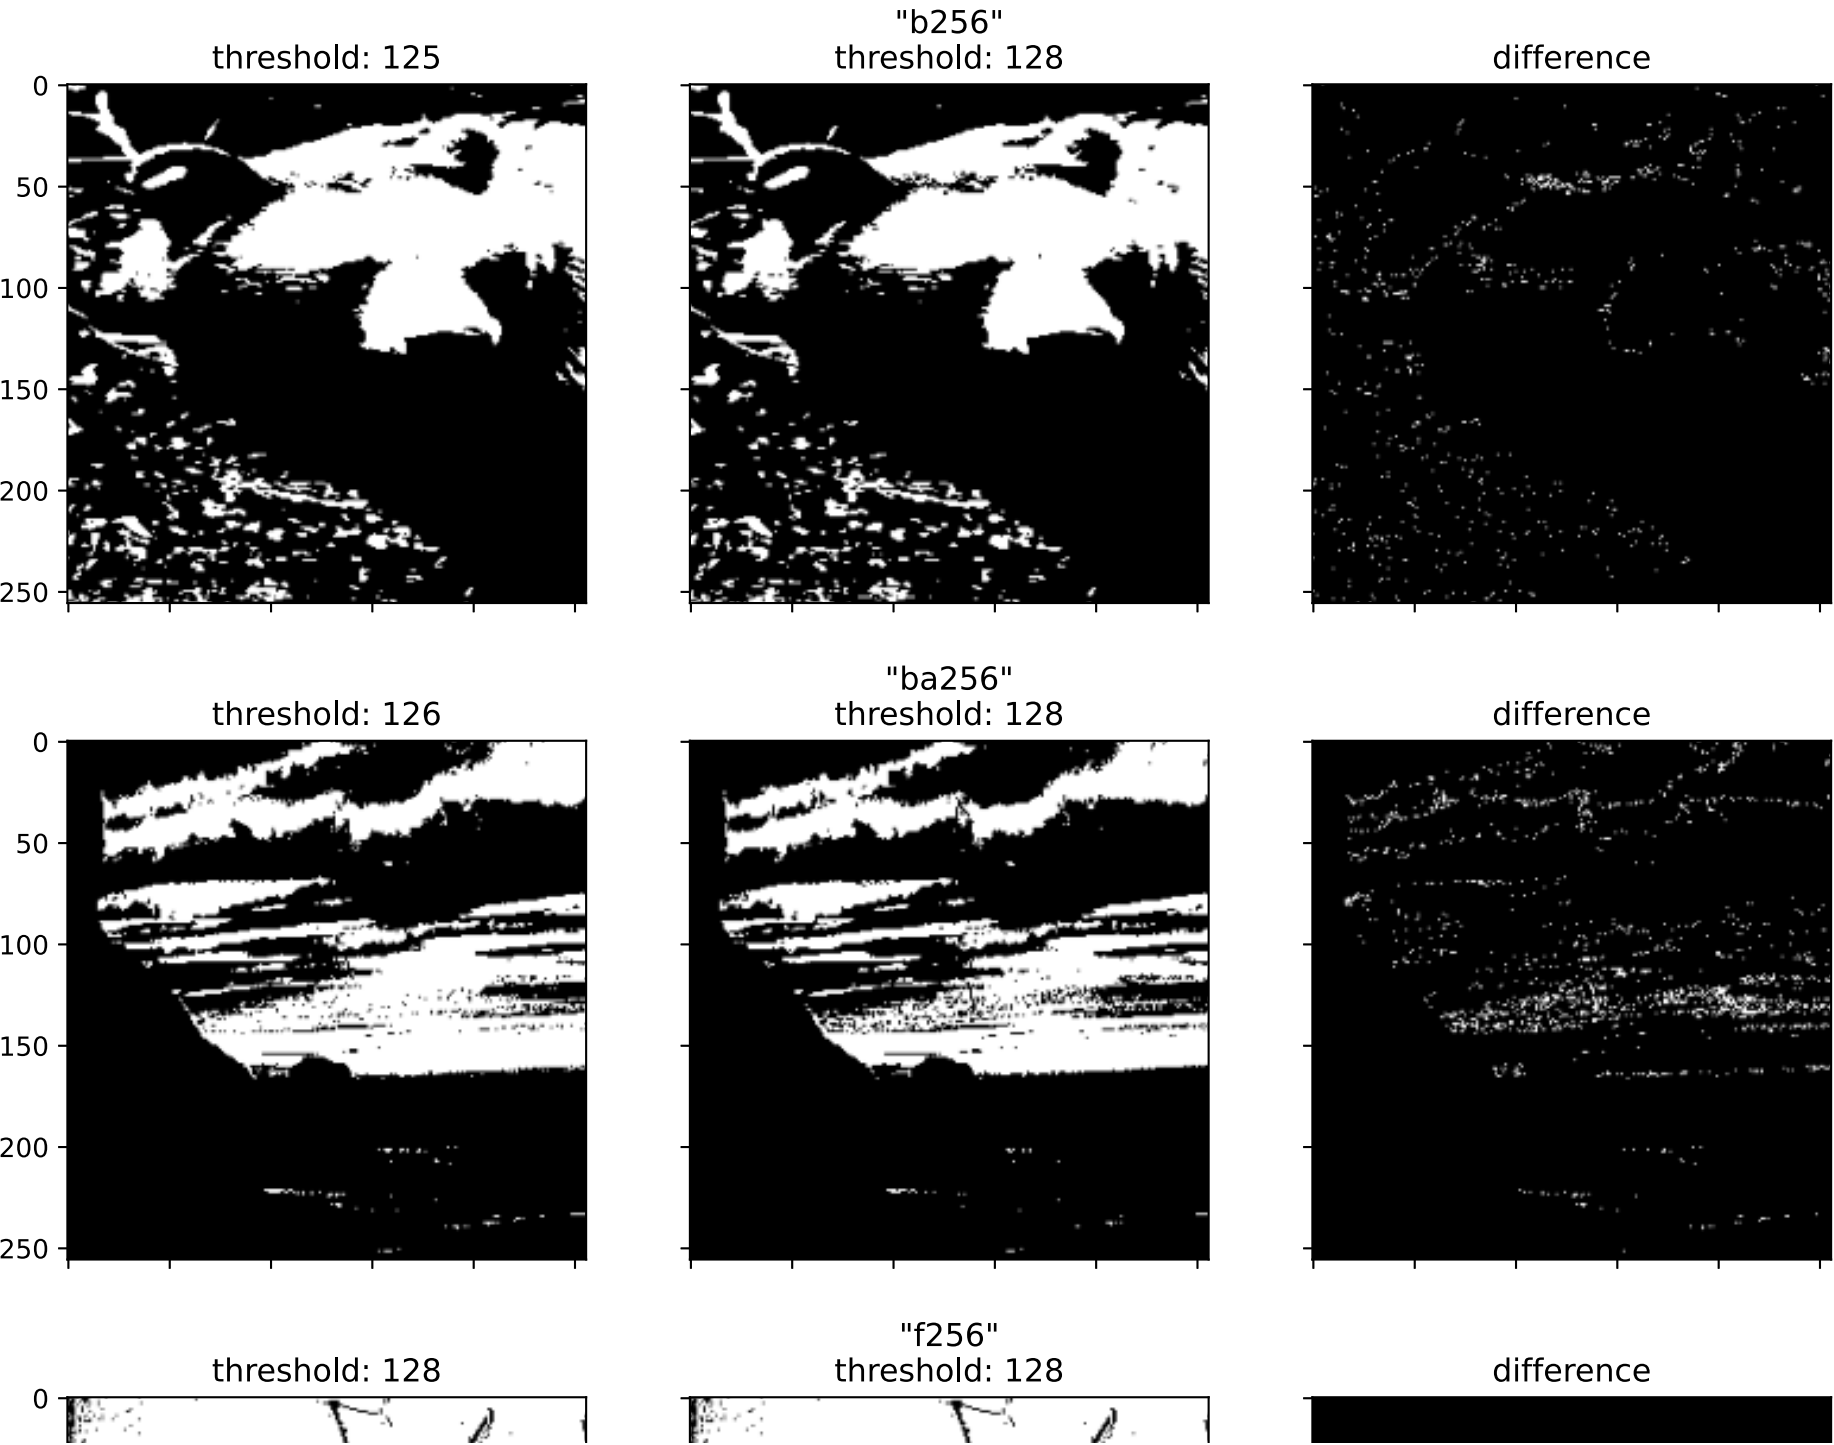 "b256"
threshold: 125 threshold: 128 difference
0
50
100
150
200
250
"ba256"
threshold: 126 threshold: 128 difference
0
50
100
150
200
250
"f256"
threshold: 128 threshold: 128 difference
0